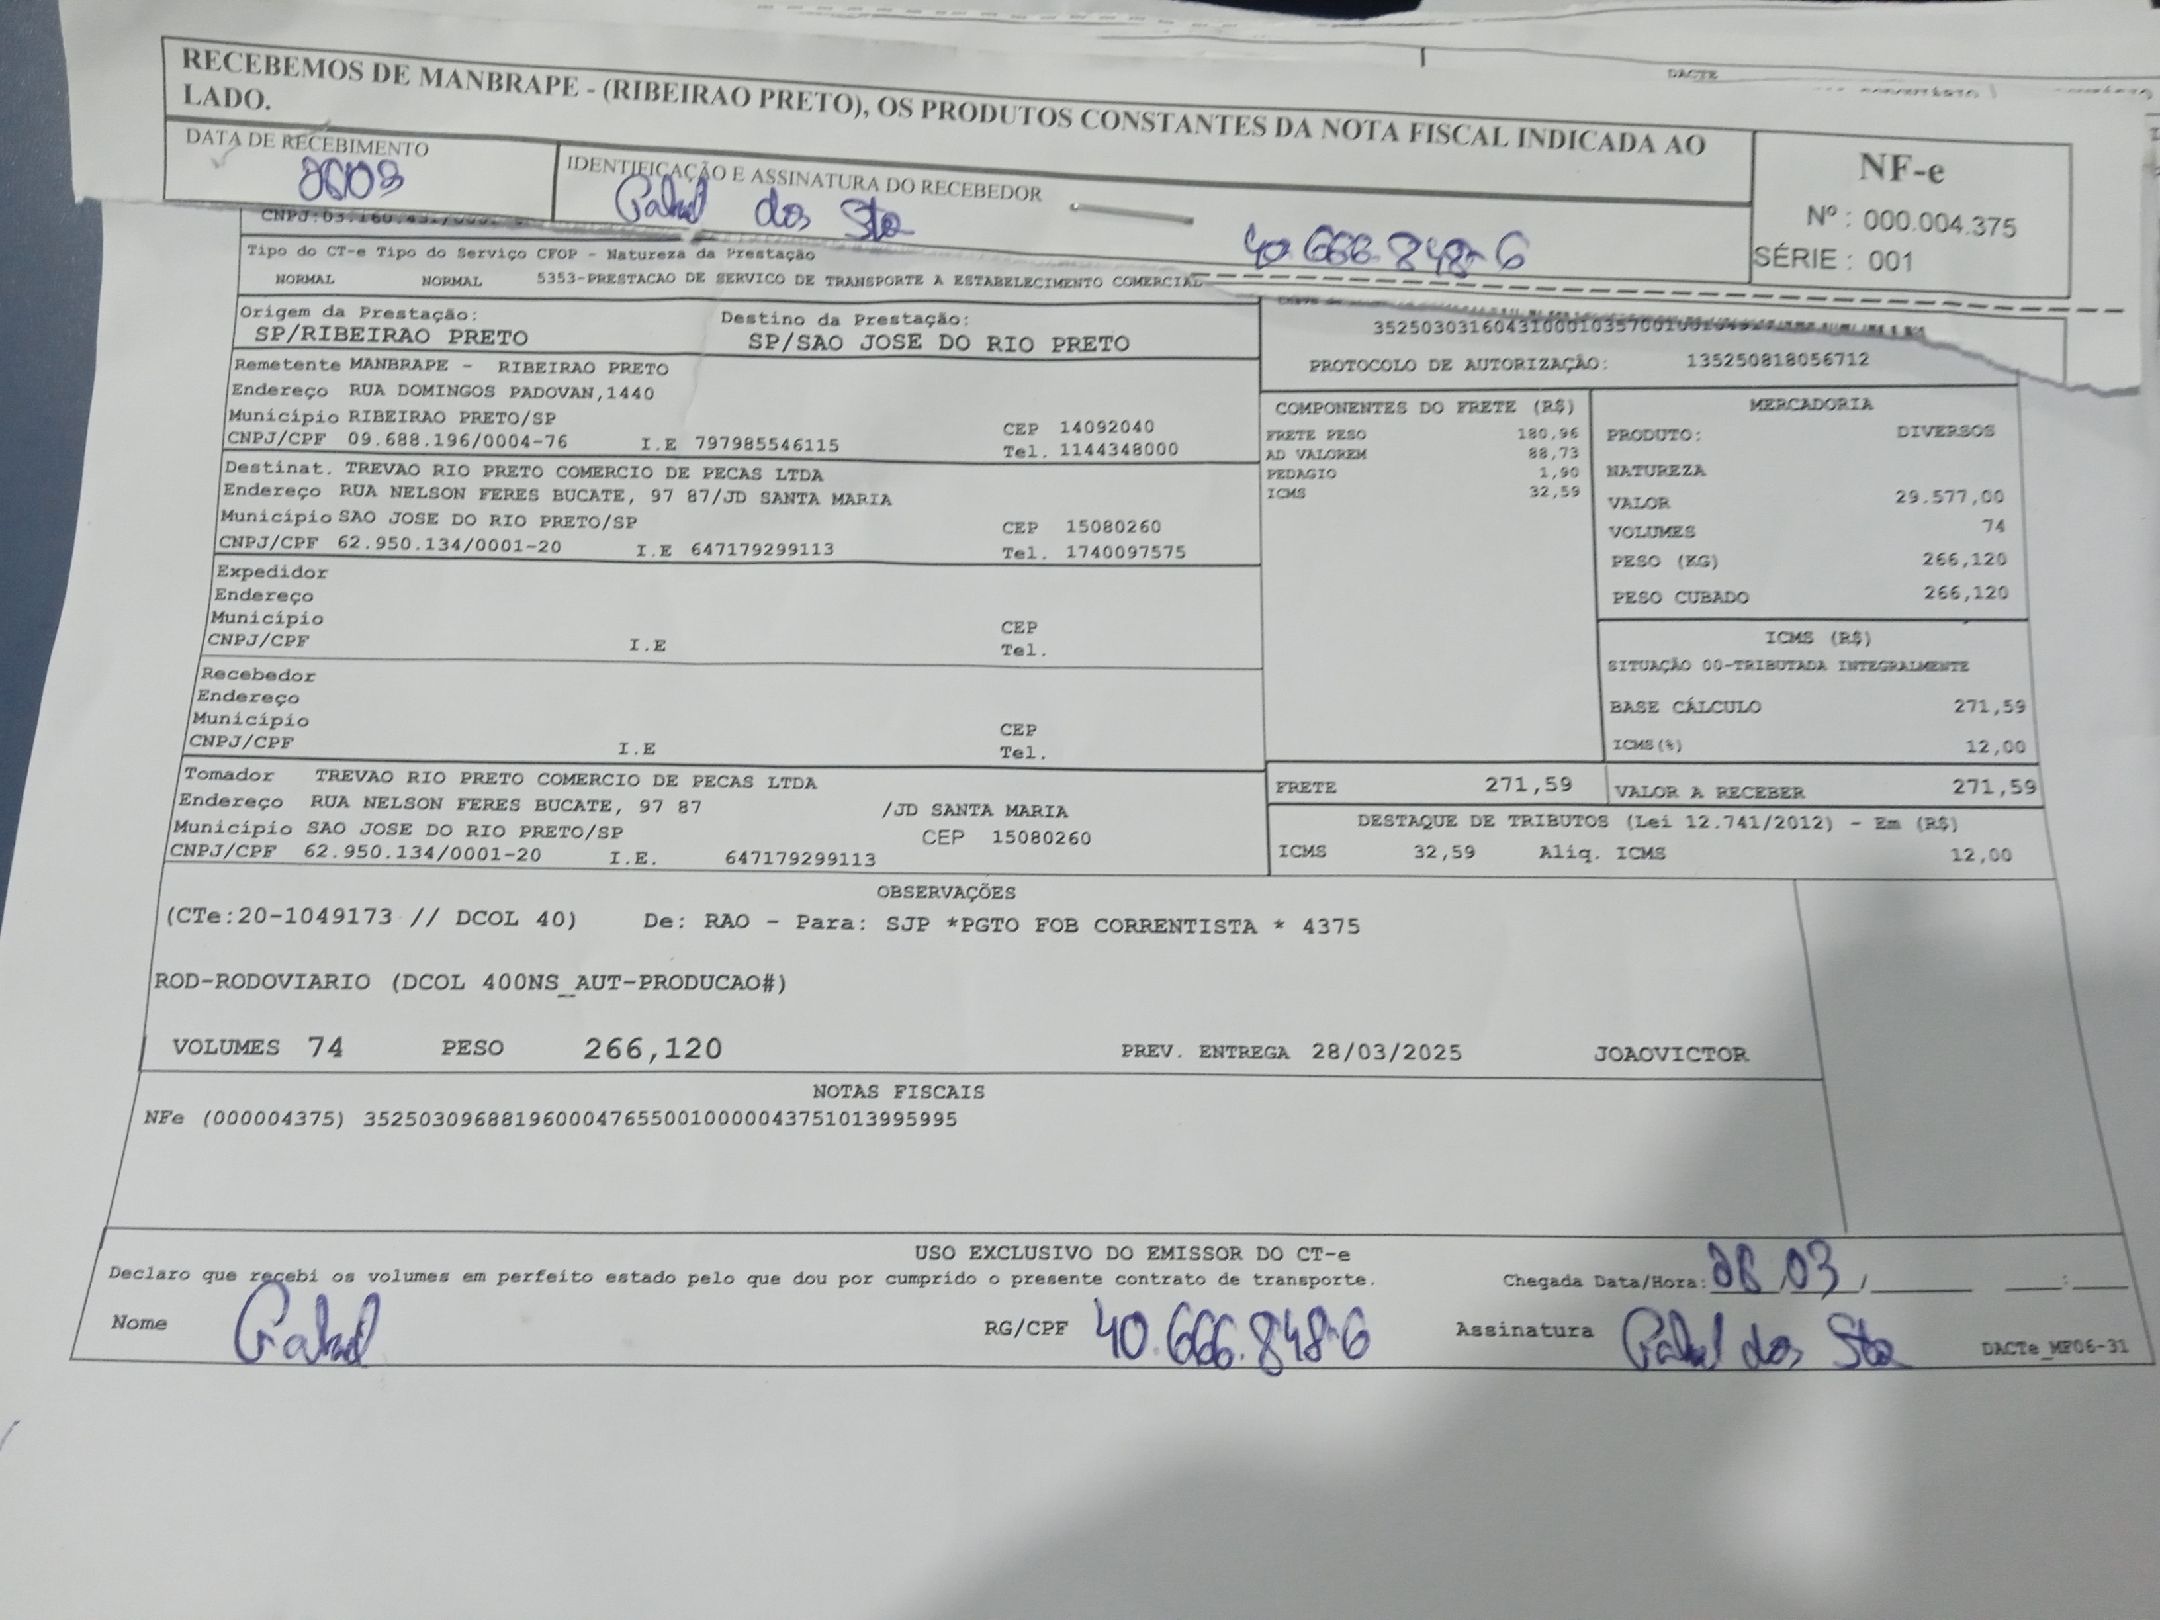 DACTE
RECEBEMOS DE MANBRAPE - (RIBEIRAO PRETO), OS PRODUTOS CONSTANTES DA NOTA FISCAL INDICADA AO
LADO.
DATA DE RECEBIMENTO
IDENTIFICAÇÃO E ASSINATURA DO RECEBEDOR
dos
40.666.848-6
NF-e
Nº : 000.004.375
SÉRIE : 001
Tipo do CT-e Tipo do Serviço CFOP - Natureza da Prestação
NORMAL NORMAL 5353-PRESTACAO DE SERVICO DE TRANSPORTE A ESTABELECIMENTO COMERCIAL
Origem da Prestação: Destino da Prestação:
SP/RIBEIRAO PRETO SP/SAO JOSE DO RIO PRETO
Remetente MANBRAPE - RIBEIRAO PRETO
Endereço RUA DOMINGOS PADOVAN,1440
Município RIBEIRAO PRETO/SP CEP 14092040
CNPJ/CPF 09.688.196/0004-76 I.E 797985546115 Tel. 1144348000
Destinat. TREVAO RIO PRETO COMERCIO DE PECAS LTDA
Endereço RUA NELSON FERES BUCATE, 97 87/JD SANTA MARIA
Município SAO JOSE DO RIO PRETO/SP CEP 15080260
CNPJ/CPF 62.950.134/0001-20 I.E 647179299113 Tel. 1740097575
Expedidor
Endereço
Município CEP
CNPJ/CPF I.E Tel.
Recebedor
Endereço
Município CEP
CNPJ/CPF I.E Tel.
Tomador TREVAO RIO PRETO COMERCIO DE PECAS LTDA
Endereço RUA NELSON FERES BUCATE, 97 87 /JD SANTA MARIA
Município SAO JOSE DO RIO PRETO/SP CEP 15080260
CNPJ/CPF 62.950.134/0001-20 I.E. 647179299113
PROTOCOLO DE AUTORIZAÇÃO: 135250818056712
COMPONENTES DO FRETE (R$)
FRETE PESO 180,96
AD VALOREM 88,73
PEDAGIO 1,90
ICMS 32,59
MERCADORIA
PRODUTO: DIVERSOS
NATUREZA
VALOR 29.577,00
VOLUMES 74
PESO (KG) 266,120
PESO CUBADO 266,120
ICMS (R$)
SITUAÇÃO 00-TRIBUTADA INTEGRALMENTE
BASE CÁLCULO 271,59
ICMS(%) 12,00
FRETE 271,59 VALOR A RECEBER 271,59
DESTAQUE DE TRIBUTOS (Lei 12.741/2012) - Em (R$)
ICMS 32,59 Aliq. ICMS 12,00
OBSERVAÇÕES
(CTe:20-1049173 // DCOL 40) De: RAO - Para: SJP *PGTO FOB CORRENTISTA * 4375
ROD-RODOVIARIO (DCOL 400NS_AUT-PRODUCAO#)
VOLUMES 74 PESO 266,120 PREV. ENTREGA 28/03/2025 JOAOVICTOR
NOTAS FISCAIS
NFe (000004375) 35250309688196000476550010000043751013995995
USO EXCLUSIVO DO EMISSOR DO CT-e
Declaro que recebi os volumes em perfeito estado pelo que dou por cumprido o presente contrato de transporte. Chegada Data/Hora: 28/03/
Nome RG/CPF 40.666.848-6 Assinatura dos DACTe_MF06-31